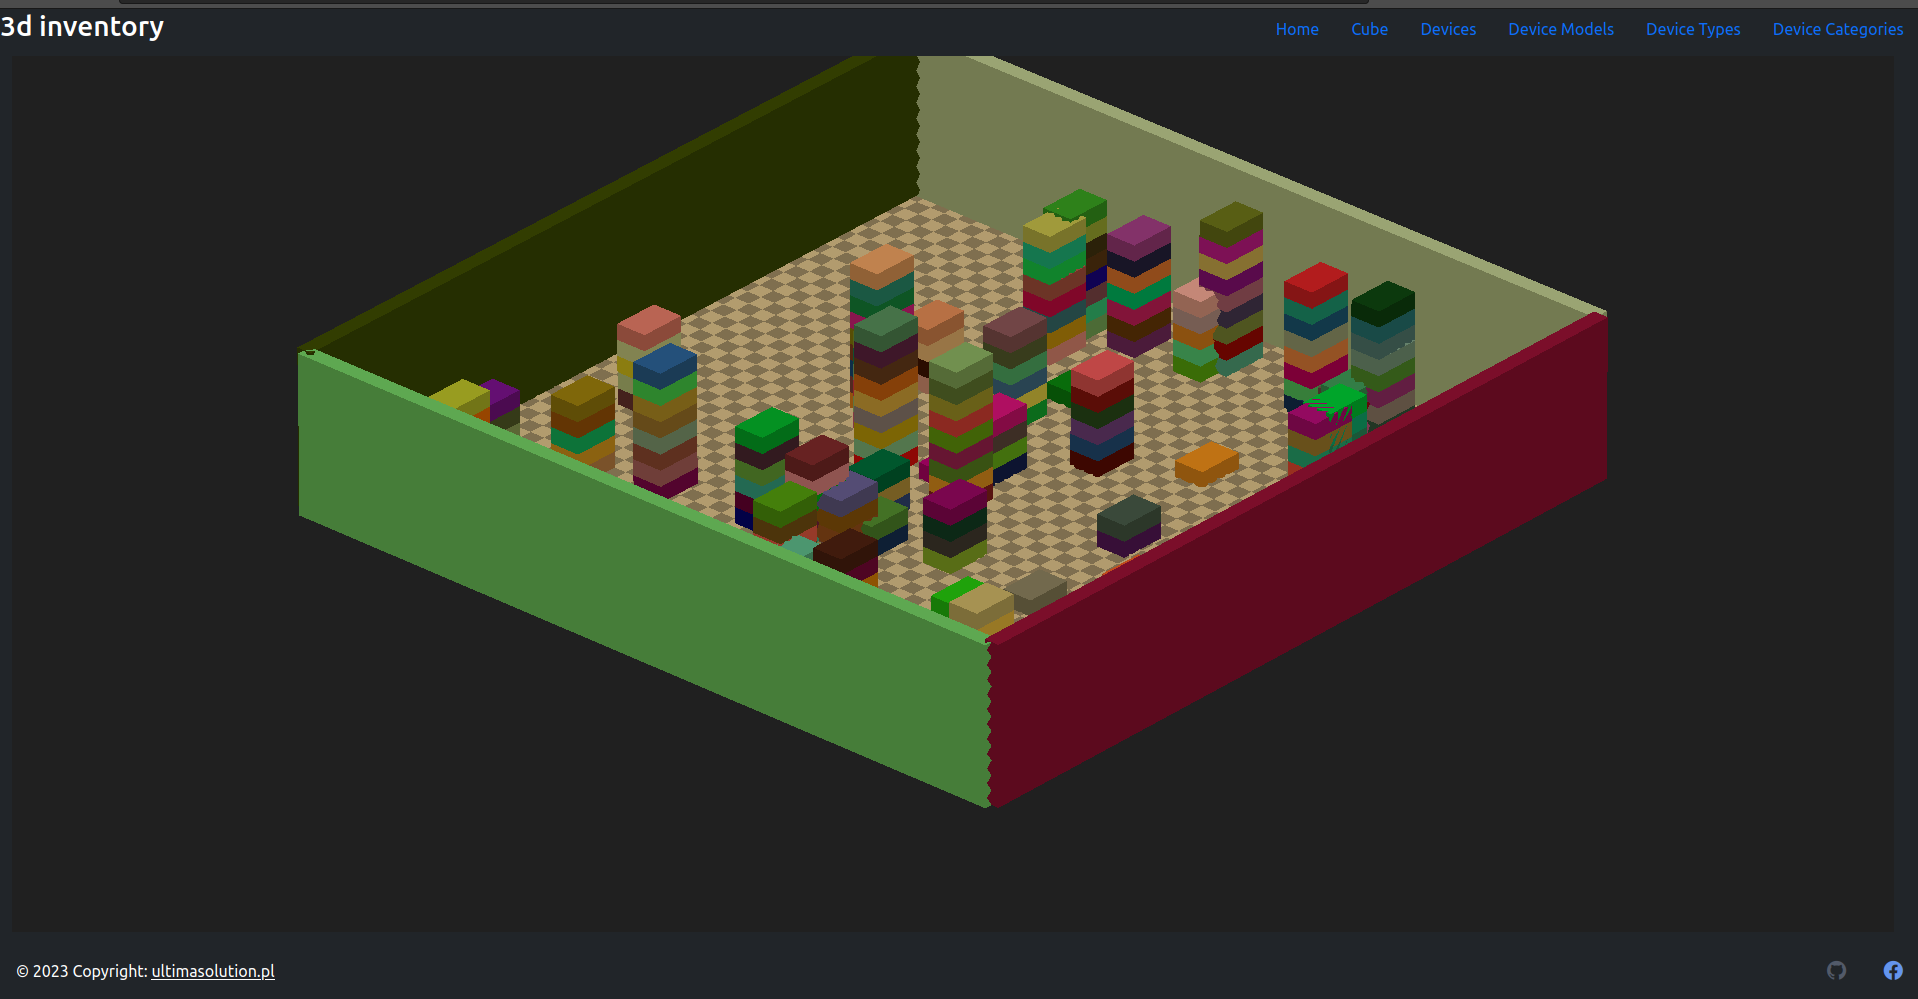 3d inventory
Home Cube Devices Device Models Device Types Device Categories
© 2023 Copyright: ultimasolution.pl